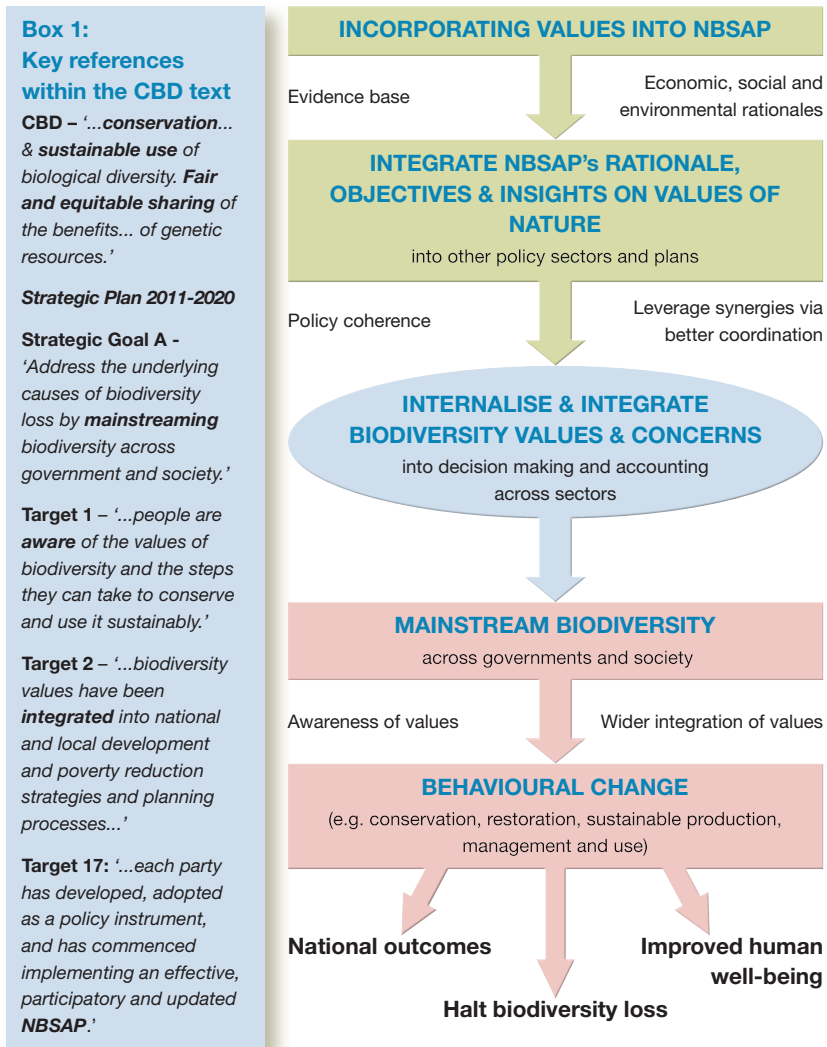 Box 1:
Key references
within the CBD text
CBD – ‘...conservation...
& sustainable use of
biological diversity. Fair
and equitable sharing of
the benefits... of genetic
resources.’
Strategic Plan 2011-2020
Strategic Goal A -
‘Address the underlying
causes of biodiversity
loss by mainstreaming
biodiversity across
government and society.’
Target 1 – ‘...people are
aware of the values of
biodiversity and the steps
they can take to conserve
and use it sustainably.’
Target 2 – ‘...biodiversity
values have been
integrated into national
and local development
and poverty reduction
strategies and planning
processes...’
Target 17: ‘...each party
has developed, adopted
as a policy instrument,
and has commenced
implementing an effective,
participatory and updated
NBSAP.’
INCORPORATING VALUES INTO NBSAP
Evidence base
Economic, social and
environmental rationales
INTEGRATE NBSAP’s RATIONALE,
OBJECTIVES & INSIGHTS ON VALUES OF
NATURE
into other policy sectors and plans
Policy coherence
Leverage synergies via
better coordination
INTERNALISE & INTEGRATE
BIODIVERSITY VALUES & CONCERNS
into decision making and accounting
across sectors
MAINSTREAM BIODIVERSITY
across governments and society
Awareness of values
Wider integration of values
BEHAVIOURAL CHANGE
(e.g. conservation, restoration, sustainable production,
management and use)
National outcomes
Improved human
well-being
Halt biodiversity loss